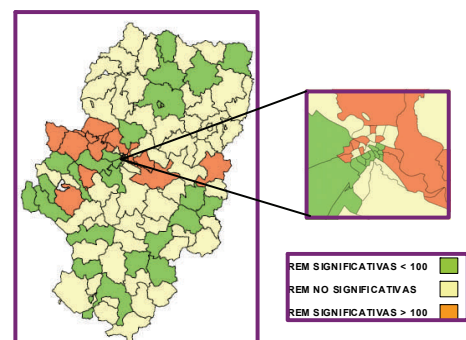 REM SIGNIFICATIVAS < 100
REM NO SIGNIFICATIVAS
REM SIGNIFICATIVAS > 100